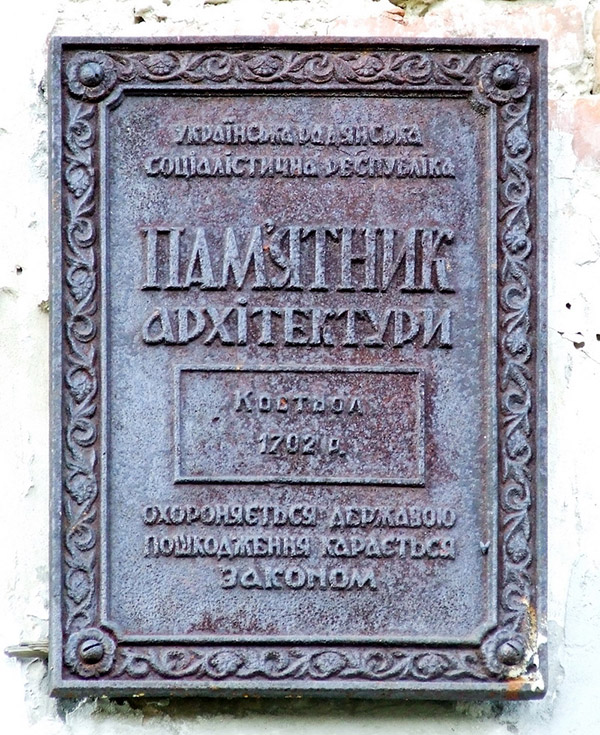 Українська Радянська
Соціалістична Республіка
ПАМ'ЯТНИК
АРХІТЕКТУРИ
Костьол
1702 р.
ОХОРОНЯЄТЬСЯ ДЕРЖАВОЮ
ПОШКОДЖЕННЯ КАРАЄТЬСЯ
ЗАКОНОМ